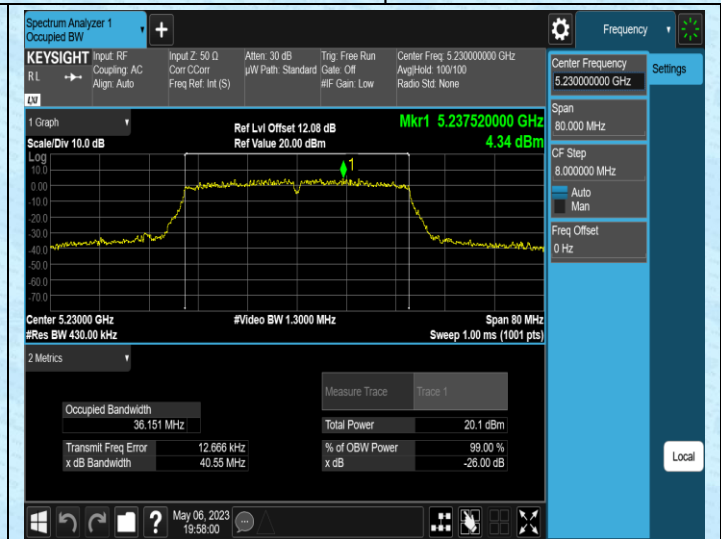 Spectrum Analyzer 1
Occupied BW
Frequency
KEYSIGHT
R L
LXI
Input: RF
Coupling: AC
Align: Auto
Input Z: 50 Ω
Corr CCorr
Freq Ref: Int (S)
Atten: 30 dB
µW Path: Standard
Trig: Free Run
Gate: Off
#IF Gain: Low
Center Freq: 5.230000000 GHz
Avg|Hold: 100/100
Radio Std: None
Center Frequency
5.230000000 GHz
Settings
Span
80.000 MHz
CF Step
8.000000 MHz
Auto
Man
Freq Offset
0 Hz
Local
1 Graph
Scale/Div 10.0 dB
Ref Lvl Offset 12.08 dB
Ref Value 20.00 dBm
Mkr1 5.237520000 GHz
4.34 dBm
Log
10.0
0.00
-10.0
-20.0
-30.0
-40.0
-50.0
-60.0
-70.0
1
Center 5.23000 GHz
#Res BW 430.00 kHz
#Video BW 1.3000 MHz
Span 80 MHz
Sweep 1.00 ms (1001 pts)
2 Metrics
Measure Trace Trace 1
Occupied Bandwidth
36.151 MHz
Total Power 20.1 dBm
Transmit Freq Error 12.666 kHz
% of OBW Power 99.00 %
x dB Bandwidth 40.55 MHz
x dB -26.00 dB
?
May 06, 2023
19:58:00